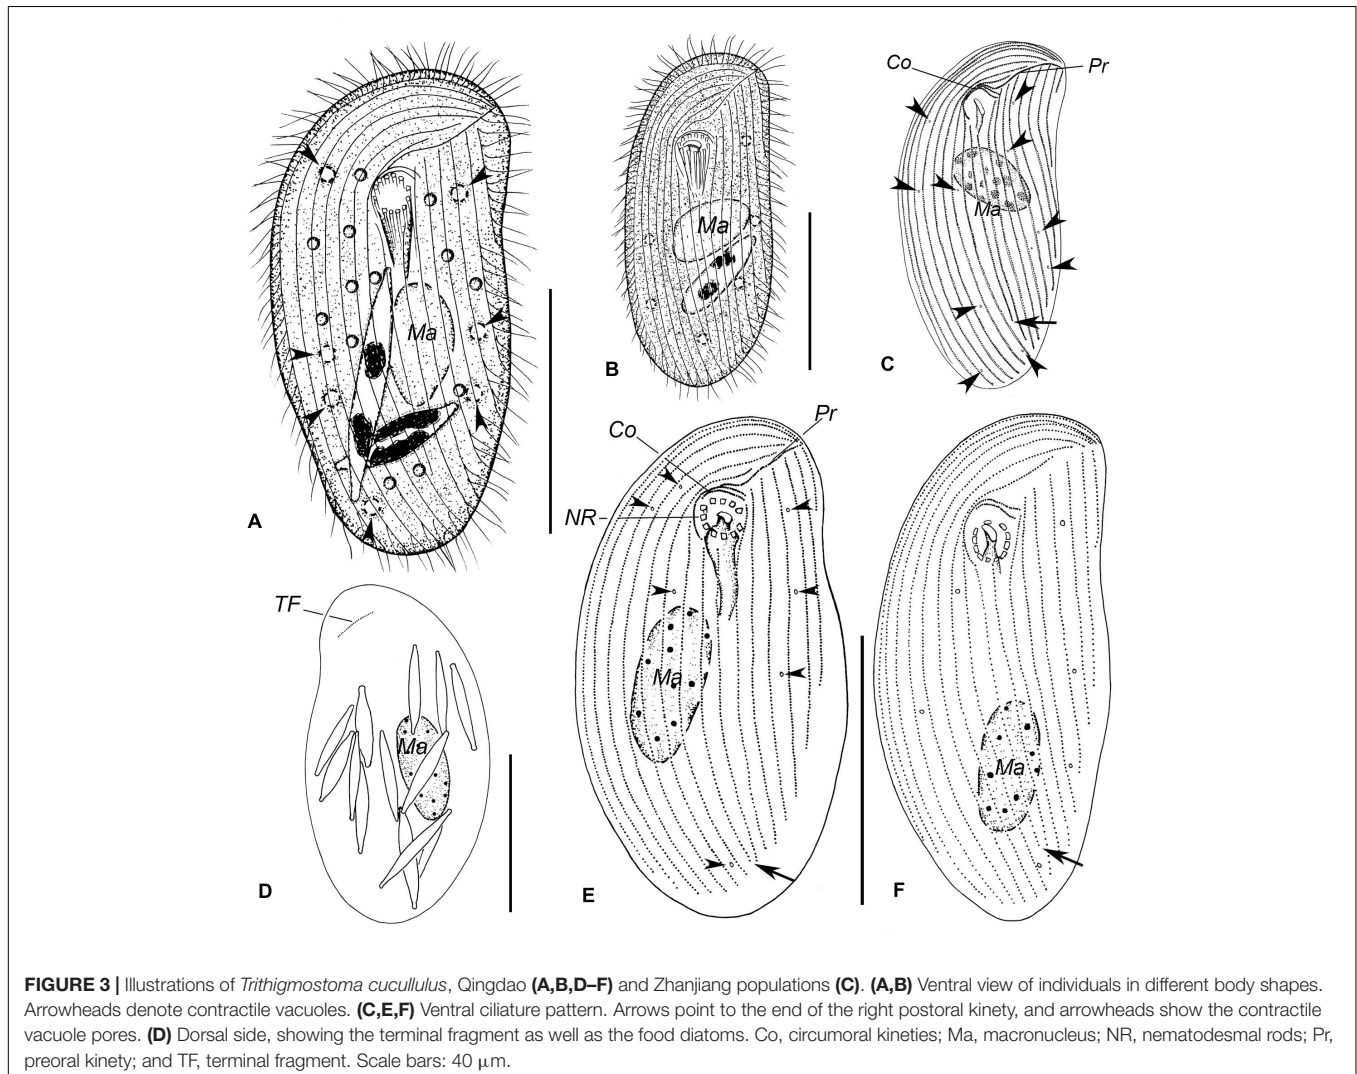 Co
Pr
Ma
Ma
Ma
A
B
C
Co
Pr
NR
TF
Ma
Ma
Ma
D
E
F
FIGURE 3 | Illustrations of Trithigmostoma cucullulus, Qingdao (A,B,D–F) and Zhanjiang populations (C). (A,B) Ventral view of individuals in different body shapes.
Arrowheads denote contractile vacuoles. (C,E,F) Ventral ciliature pattern. Arrows point to the end of the right postoral kinety, and arrowheads show the contractile
vacuole pores. (D) Dorsal side, showing the terminal fragment as well as the food diatoms. Co, circumoral kineties; Ma, macronucleus; NR, nematodesmal rods; Pr,
preoral kinety; and TF, terminal fragment. Scale bars: 40 μm.